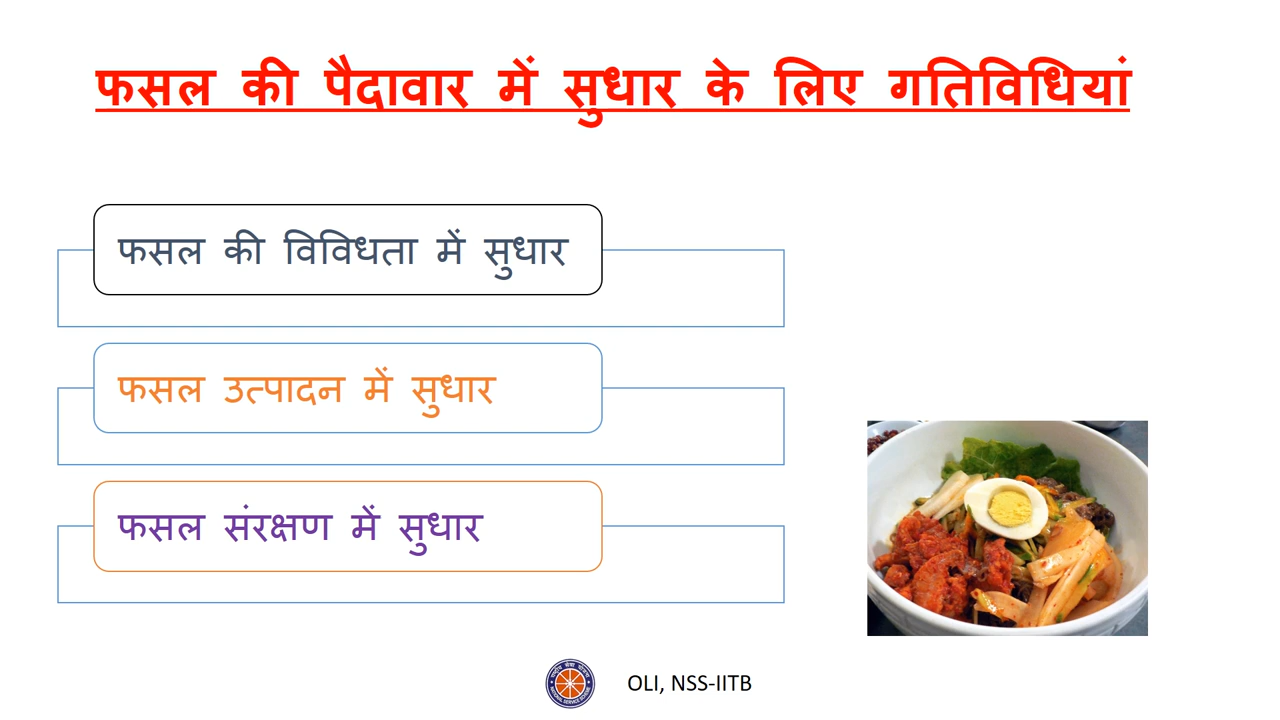 फसल की पैदावार में सुधार के लिए गतिविधियां
फसल की विविधता में सुधार
फसल उत्पादन में सुधार
फसल संरक्षण में सुधार
OLI, NSS-IITB